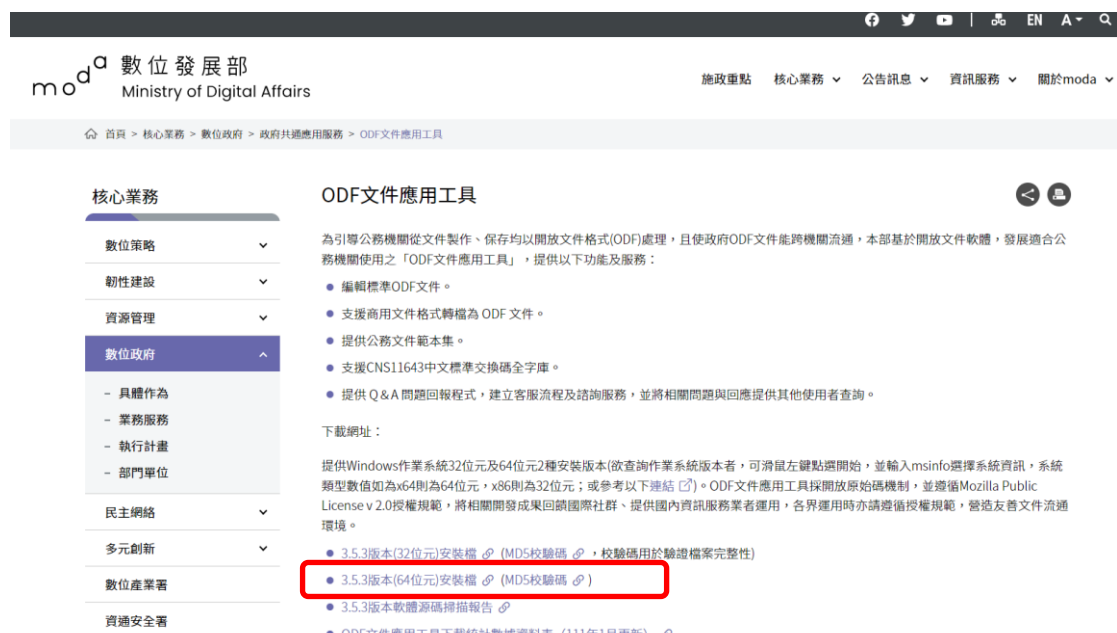 EN A
moda 數位發展部
Ministry of Digital Affairs
施政重點 核心業務 公告訊息 資訊服務 關於moda
首頁 > 核心業務 > 數位政府 > 政府共通應用服務 > ODF文件應用工具
核心業務
數位策略
韌性建設
資源管理
數位政府
- 具體作為
- 業務服務
- 執行計畫
- 部門單位
民主網絡
多元創新
數位產業署
資通安全署
ODF文件應用工具
為引導公務機關從文件製作、保存均以開放文件格式(ODF)處理,且使政府ODF文件能跨機關流通,本部基於開放文件軟體,發展適合公
務機關使用之「ODF文件應用工具」,提供以下功能及服務:
● 編輯標準ODF文件。
● 支援商用文件格式轉檔為 ODF 文件。
● 提供公務文件範本集。
● 支援CNS11643中文標準交換碼全字庫。
● 提供 Q&A 問題回報程式,建立客服流程及諮詢服務,並將相關問題與回應提供其他使用者查詢。
下載網址:
提供Windows作業系統32位元及64位元2種安裝版本(欲查詢作業系統版本者,可滑鼠左鍵點選開始,並輸入msinfo選擇系統資訊,系統
類型數值如為x64則為64位元,x86則為32位元;或參考以下連結)。ODF文件應用工具採開放原始碼機制,並遵循Mozilla Public
License v 2.0授權規範,將相關開發成果回饋國際社群、提供國內資訊服務業者運用,各界運用時亦請遵循授權規範,營造友善文件流通
環境。
● 3.5.3版本(32位元)安裝檔 (MD5校驗碼 ,校驗碼用於驗證檔案完整性)
● 3.5.3版本(64位元)安裝檔 (MD5校驗碼 )
● 3.5.3版本軟體源碼掃描報告
● ODF文件應用工具下載統計數據資料表 (111年1月更新)